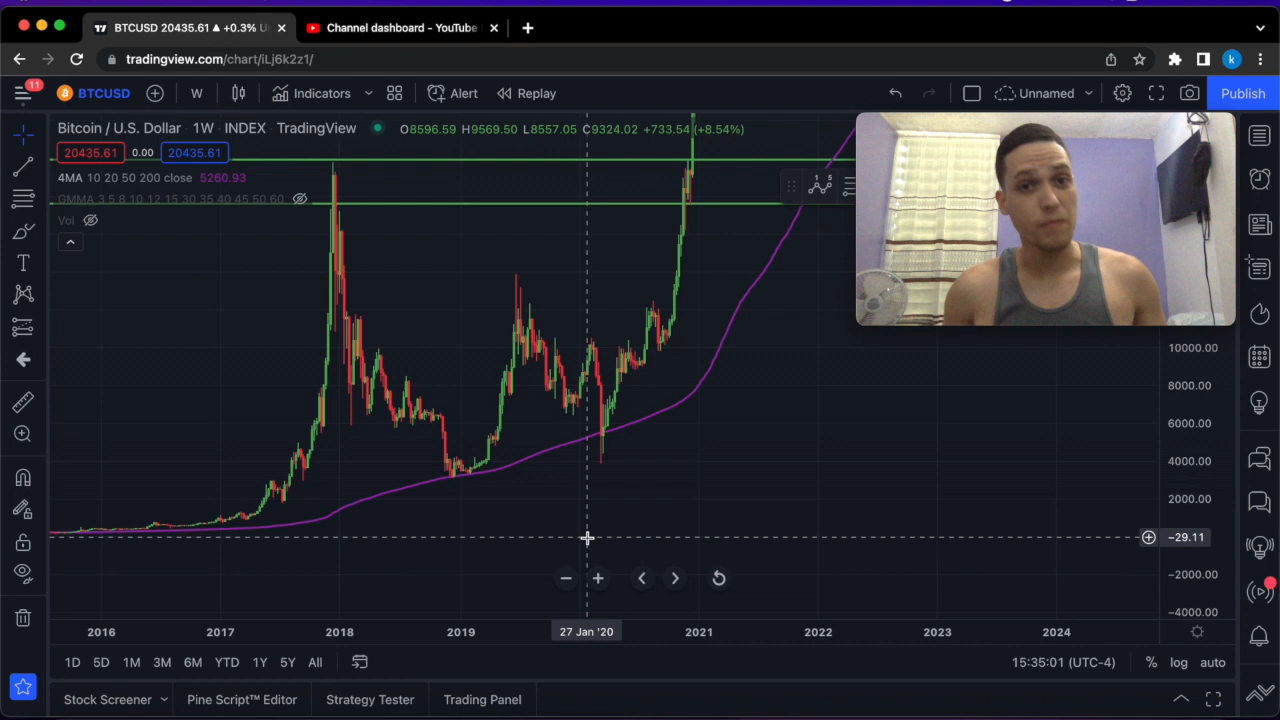 BTCUSD 20435.61 ▲ +0.3% U
Channel dashboard - YouTube
tradingview.com/chart/iLj6k2z1/
k
11
BTCUSD
W
Indicators
Alert
Replay
Unnamed
Publish
Bitcoin / U.S. Dollar 1W INDEX TradingView
O8596.59 H9569.50 L8557.05 C9324.02 +733.54 (+8.54%)
20435.61 0.00 20435.61
4MA 10 20 50 200 close 5260.93
GMMA 3 5 8 10 12 15 30 35 40 45 50 60
Vol
1 5
10000.00
8000.00
6000.00
4000.00
2000.00
−29.11
−2000.00
−4000.00
2016 2017 2018 2019 27 Jan '20 2021 2022 2023 2024
1D 5D 1M 3M 6M YTD 1Y 5Y All
15:35:01 (UTC-4) % log auto
Stock Screener Pine Script™ Editor Strategy Tester Trading Panel